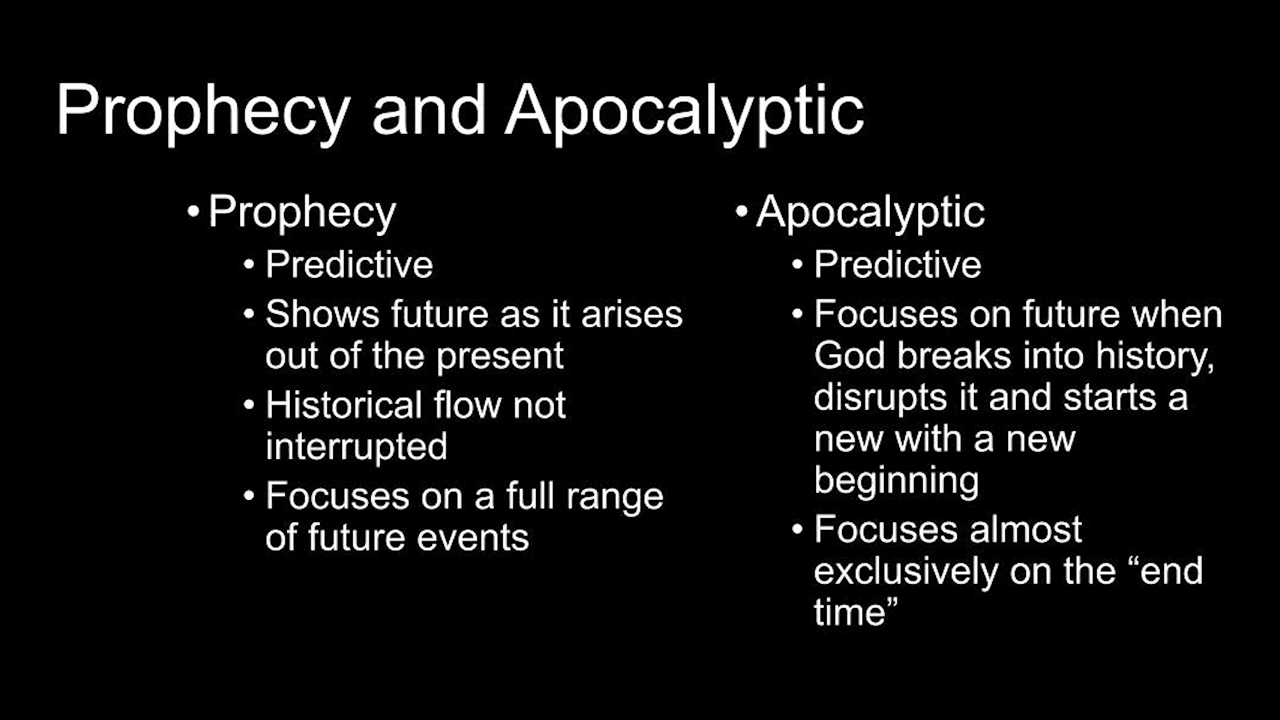 Prophecy and Apocalyptic
• Prophecy
• Predictive
• Shows future as it arises
out of the present
• Historical flow not
interrupted
• Focuses on a full range
of future events
• Apocalyptic
• Predictive
• Focuses on future when
God breaks into history,
disrupts it and starts a
new with a new
beginning
• Focuses almost
exclusively on the “end
time”